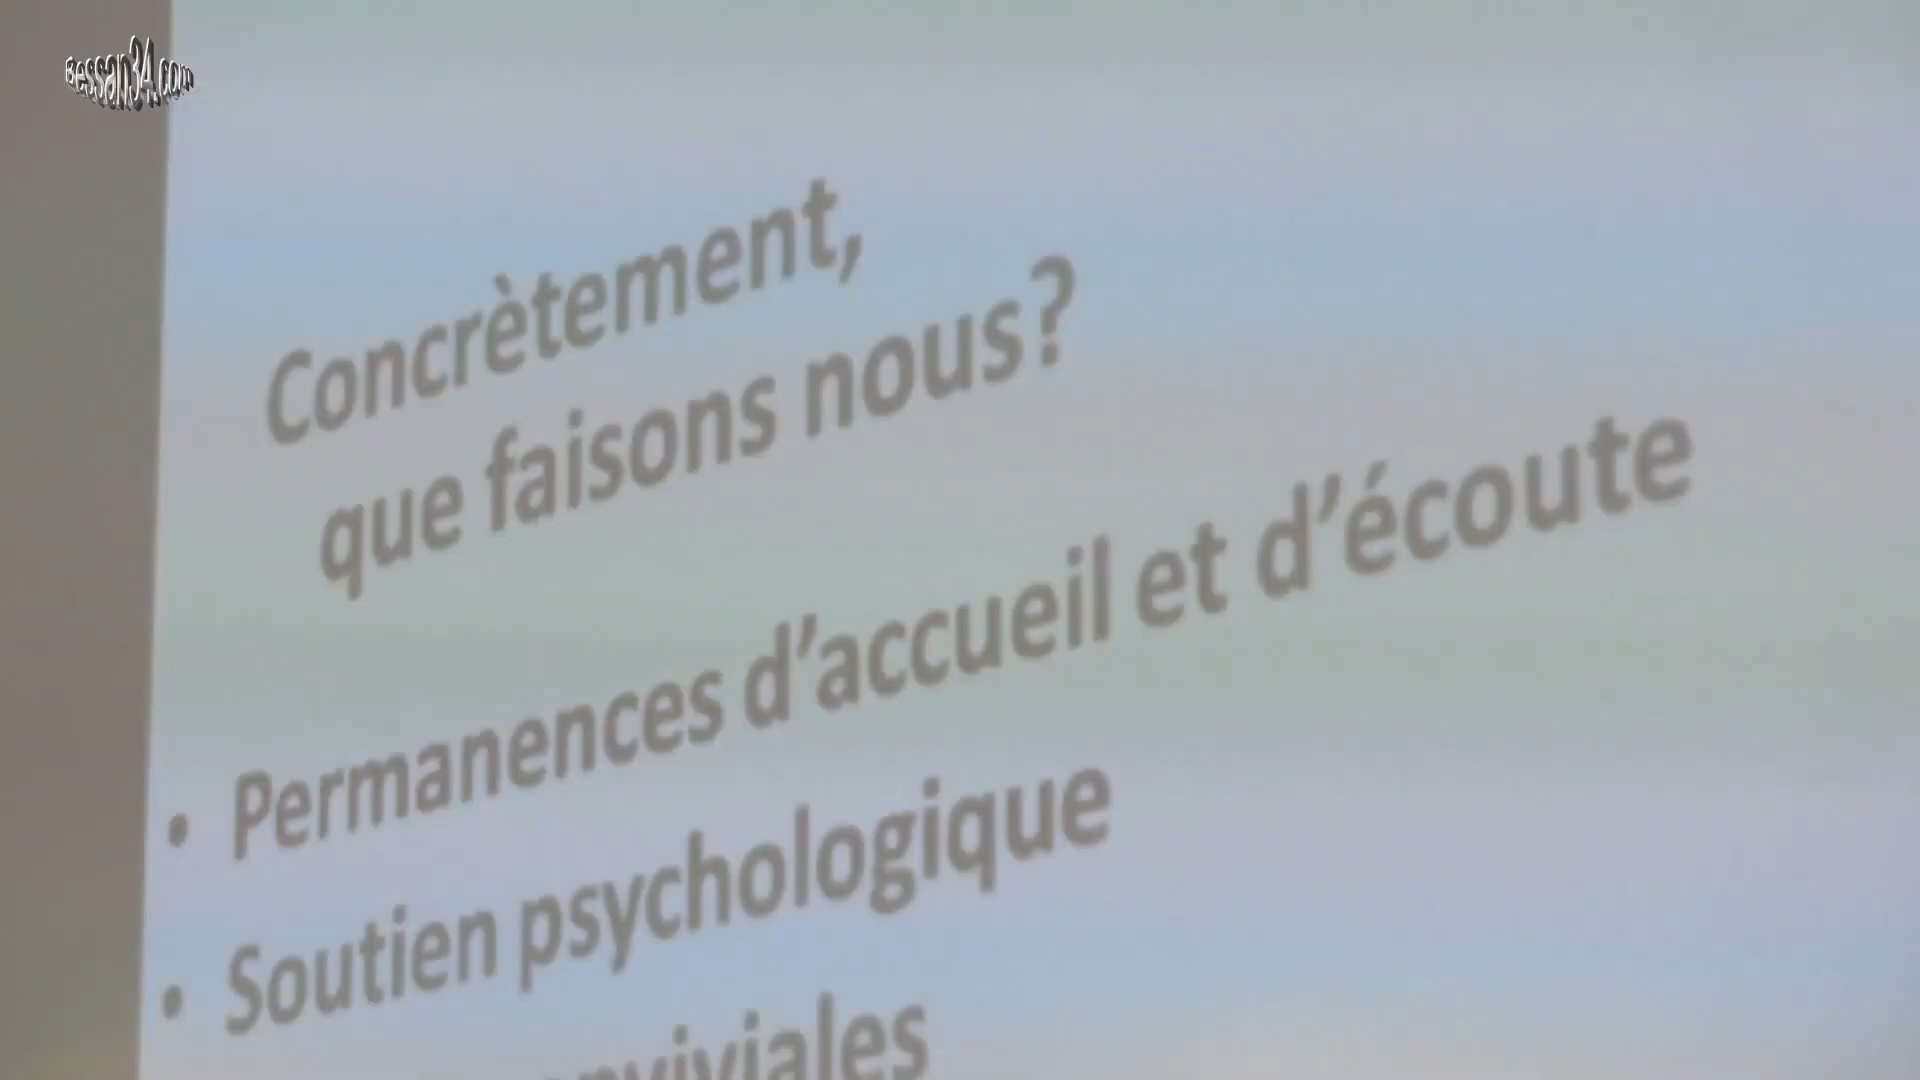 Bessan34.com
Concrètement,
que faisons nous?
• Permanences d’accueil et d’écoute
• Soutien psychologique